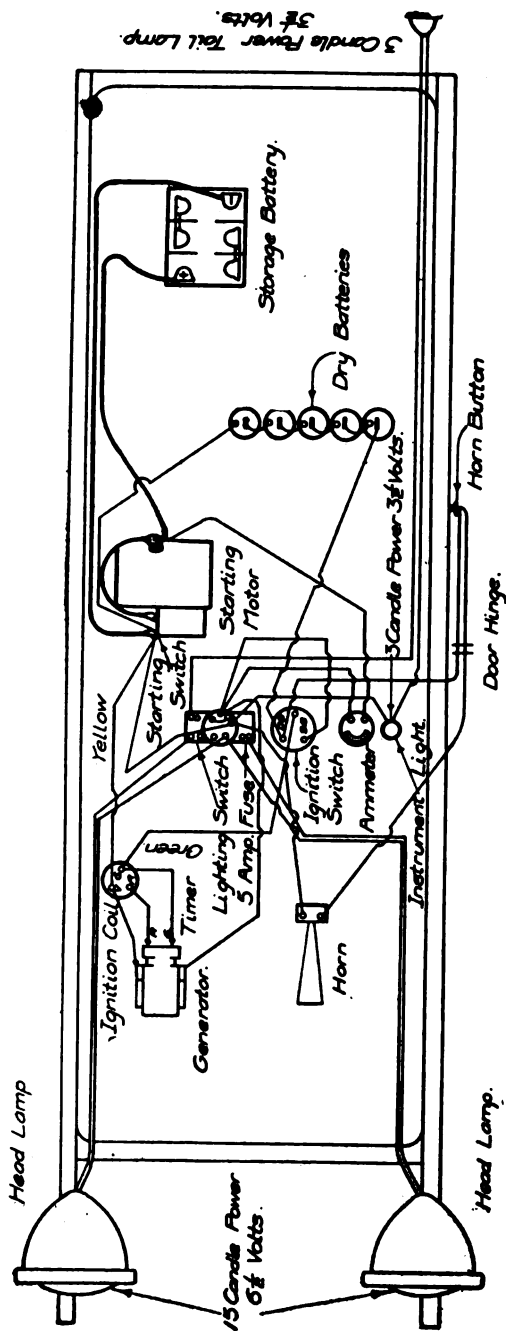 Head Lamp
15 Candle Power
6½ Volts.
Head Lamp.
Ignition Coil
Generator.
Timer
Green
Yellow
Lighting
Switch
5 Amp. Fuse
Horn
Starting
Switch
Starting
Motor
Ignition
Switch
Ammeter
Instrument Light.
3 Candle Power 3½ Volts.
Dry Batteries
Storage Battery.
Door Hinge.
Horn Button
3 Candle Power Tail Lamp.
3½ Volts.